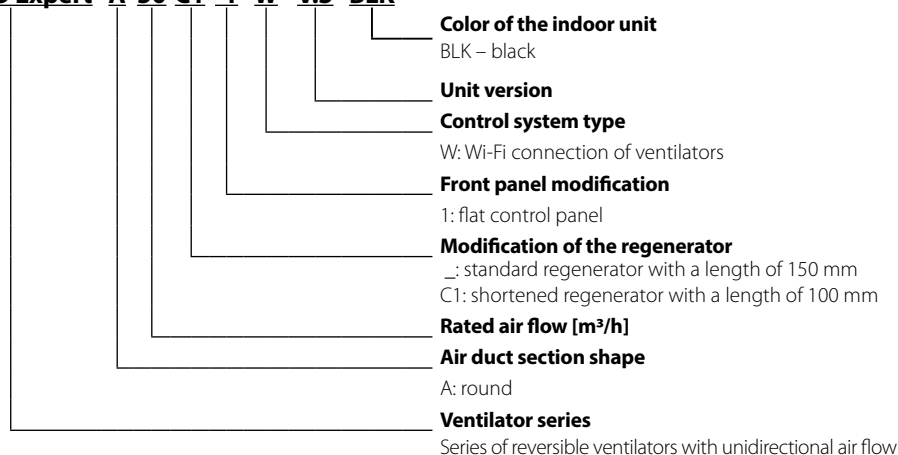 Color of the indoor unit
BLK – black
Unit version
Control system type
W: Wi-Fi connection of ventilators
Front panel modification
1: flat control panel
Modification of the regenerator
_: standard regenerator with a length of 150 mm
C1: shortened regenerator with a length of 100 mm
Rated air flow [m³/h]
Air duct section shape
A: round
Ventilator series
Series of reversible ventilators with unidirectional air flow